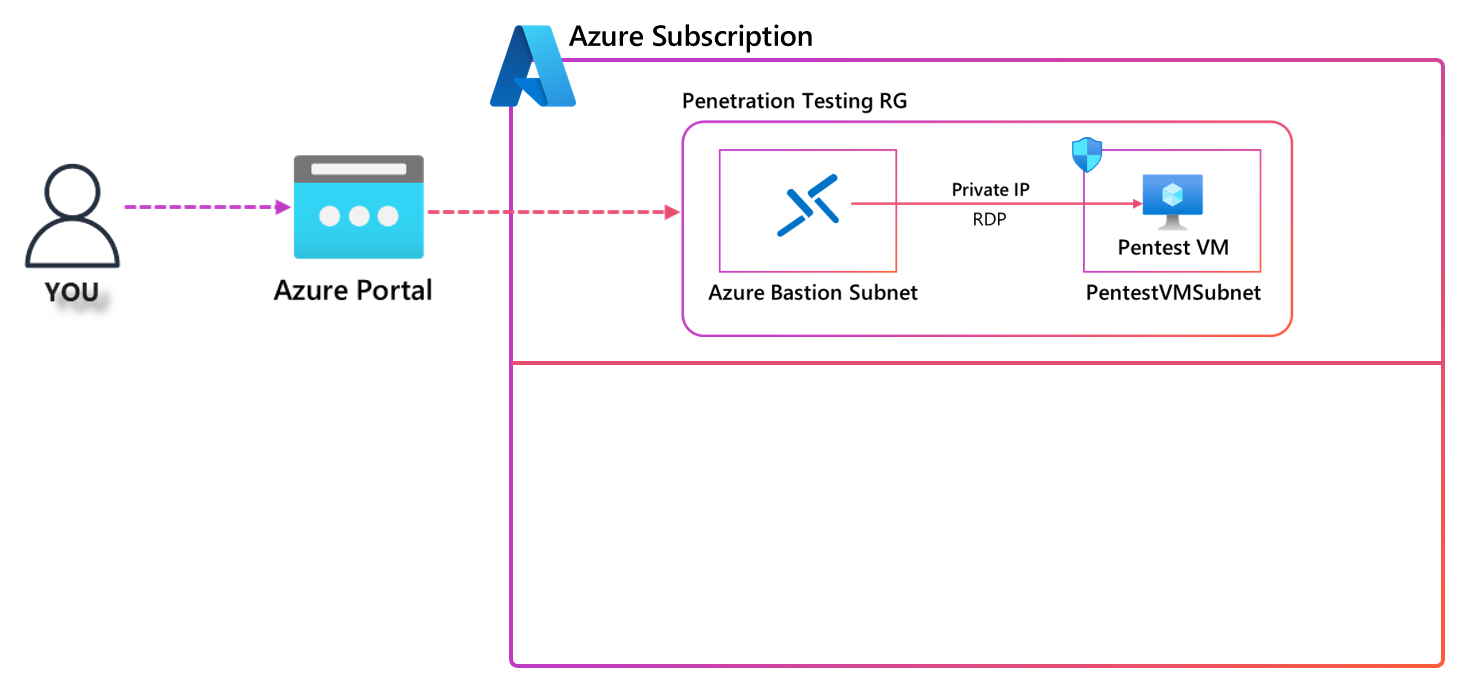 Azure Subscription
Penetration Testing RG
Private IP
RDP
Pentest VM
YOU
Azure Portal
Azure Bastion Subnet
PentestVMSubnet